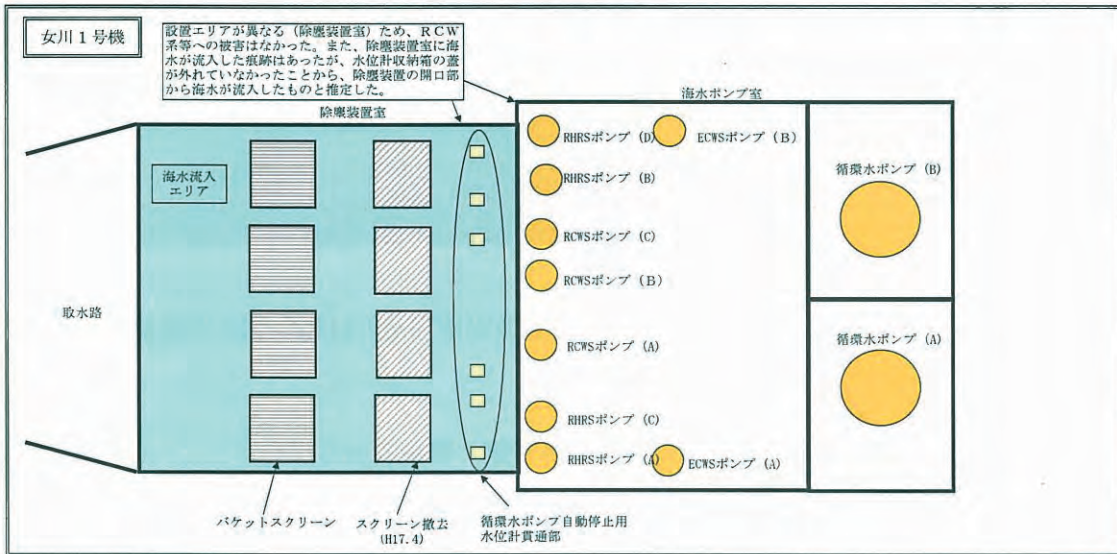 女川1号機
設置エリアが異なる（除塵装置室）ため、RCW
系等への被害はなかった。また、除塵装置室に海
水が流入した痕跡はあったが、水位計収納箱の蓋
が外れていなかったことから、除塵装置の開口部
から海水が流入したものと推定した。
除塵装置室
海水ポンプ室
海水流入
エリア
取水路
RHRSポンプ (D)
ECWSポンプ (B)
RHRSポンプ (B)
RCWSポンプ (C)
RCWSポンプ (B)
RCWSポンプ (A)
RHRSポンプ (C)
RHRSポンプ (A)
ECWSポンプ (A)
循環水ポンプ (B)
循環水ポンプ (A)
バケットスクリーン
スクリーン撤去
(H17.4)
循環水ポンプ自動停止用
水位計貫通部